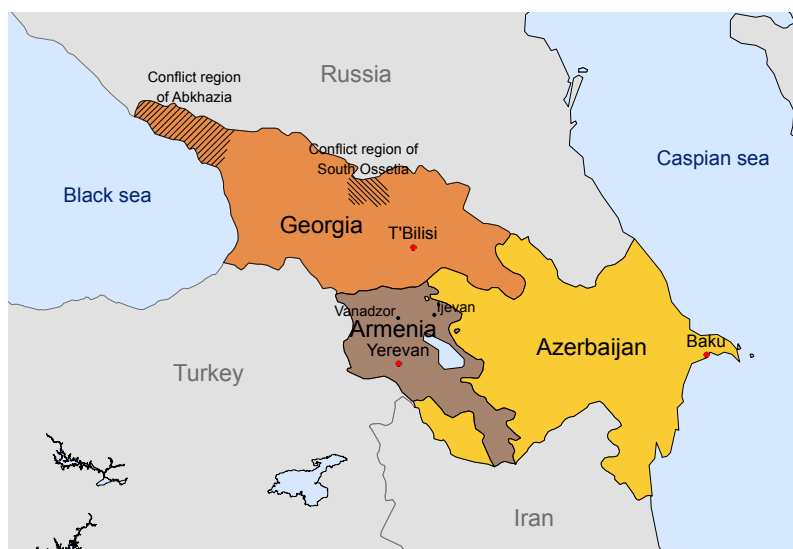 Russia
Conflict region
of Abkhazia
Conflict region of
South Ossetia
Caspian sea
Black sea
Georgia
T'Bilisi
Vanadzor
Ijevan
Armenia
Yerevan
Azerbaijan
Baku
Turkey
Iran